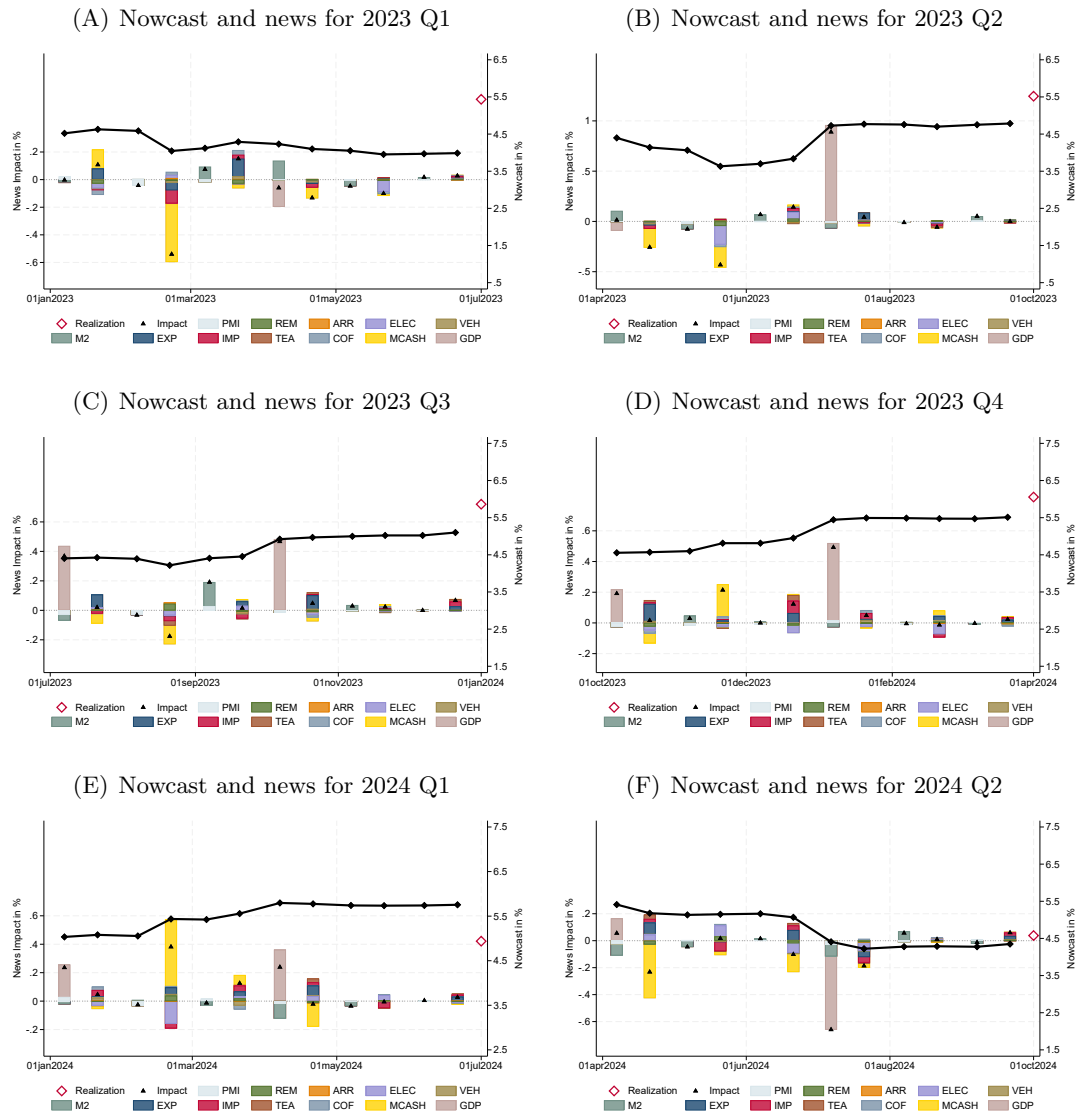 (A) Nowcast and news for 2023 Q1
6.5
5.5
4.5
3.5
2.5
1.5
.5
Nowcast in %
.2
0
-.2
-.4
-.6
News Impact in %
01jan2023 01mar2023 01may2023 01jul2023
Realization Impact PMI REM ARR ELEC VEH
M2 EXP IMP TEA COF MCASH GDP
(B) Nowcast and news for 2023 Q2
6.5
5.5
4.5
3.5
2.5
1.5
.5
Nowcast in %
1
.5
0
-.5
News Impact in %
01apr2023 01jun2023 01aug2023 01oct2023
Realization Impact PMI REM ARR ELEC VEH
M2 EXP IMP TEA COF MCASH GDP
(C) Nowcast and news for 2023 Q3
7.5
6.5
5.5
4.5
3.5
2.5
1.5
Nowcast in %
.6
.4
.2
0
-.2
News Impact in %
01jul2023 01sep2023 01nov2023 01jan2024
Realization Impact PMI REM ARR ELEC VEH
M2 EXP IMP TEA COF MCASH GDP
(D) Nowcast and news for 2023 Q4
7.5
6.5
5.5
4.5
3.5
2.5
1.5
Nowcast in %
.6
.4
.2
0
-.2
News Impact in %
01oct2023 01dec2023 01feb2024 01apr2024
Realization Impact PMI REM ARR ELEC VEH
M2 EXP IMP TEA COF MCASH GDP
(E) Nowcast and news for 2024 Q1
7.5
6.5
5.5
4.5
3.5
2.5
1.5
Nowcast in %
.6
.4
.2
0
-.2
News Impact in %
01jan2024 01mar2024 01may2024 01jul2024
Realization Impact PMI REM ARR ELEC VEH
M2 EXP IMP TEA COF MCASH GDP
(F) Nowcast and news for 2024 Q2
7.5
6.5
5.5
4.5
3.5
2.5
1.5
Nowcast in %
.2
0
-.2
-.4
-.6
News Impact in %
01apr2024 01jun2024 01aug2024 01oct2024
Realization Impact PMI REM ARR ELEC VEH
M2 EXP IMP TEA COF MCASH GDP